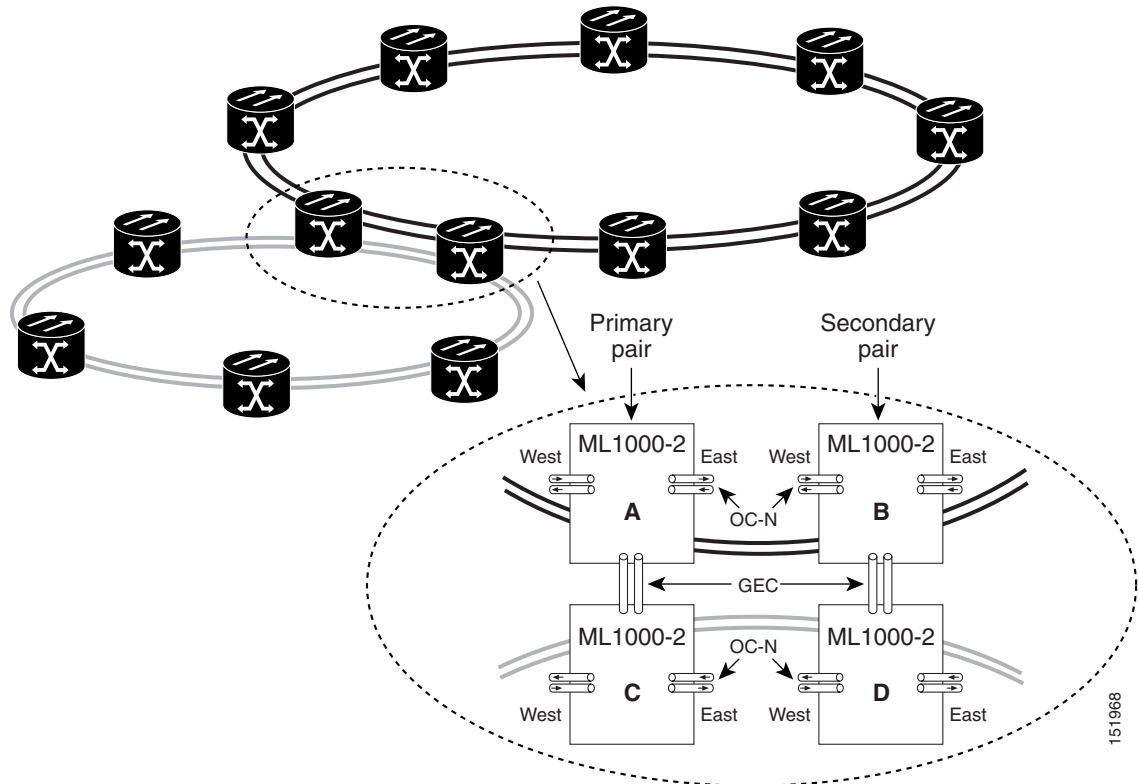 Primary
pair
Secondary
pair
ML1000-2
ML1000-2
West
East
West
East
OC-N
A
B
GEC
ML1000-2
ML1000-2
OC-N
C
D
West
East
West
East
151968